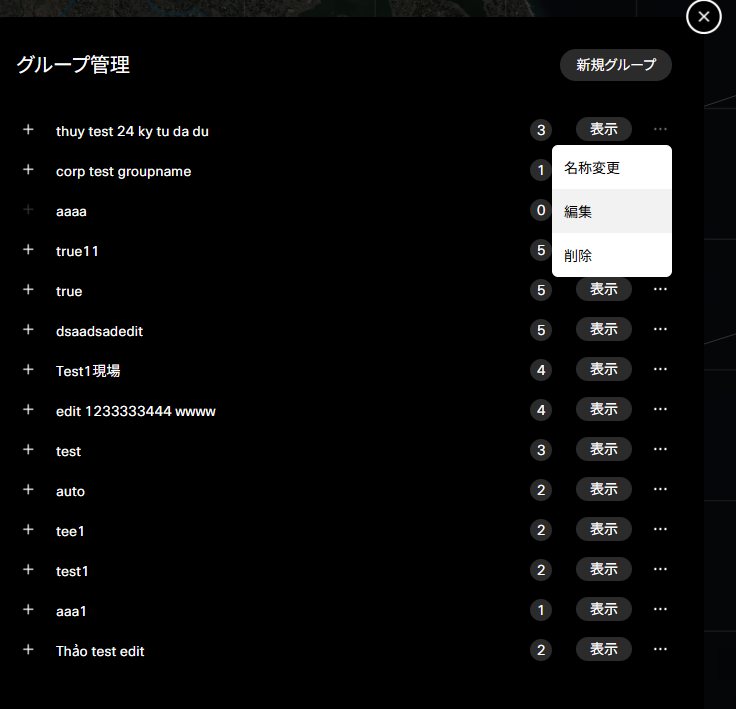 グループ管理
新規グループ
thuy test 24 ky tu da du 3 表示 ...
corp test groupname 1
名称変更
aaaa 0
編集
true11 5
削除
true 5 表示 ...
dsaadsadedit 5 表示 ...
Test1現場 4 表示 ...
edit 1233333444 wwww 4 表示 ...
test 3 表示 ...
auto 2 表示 ...
tee1 2 表示 ...
test1 2 表示 ...
aaa1 1 表示 ...
Thảo test edit 2 表示 ...